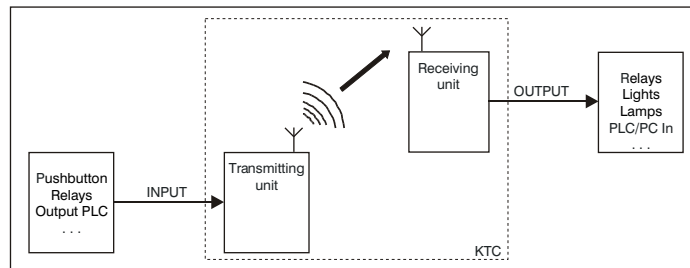 Pushbutton
Relays
Output PLC
. . .
INPUT
Transmitting
unit
Receiving
unit
OUTPUT
Relays
Lights
Lamps
PLC/PC In
. . .
KTC